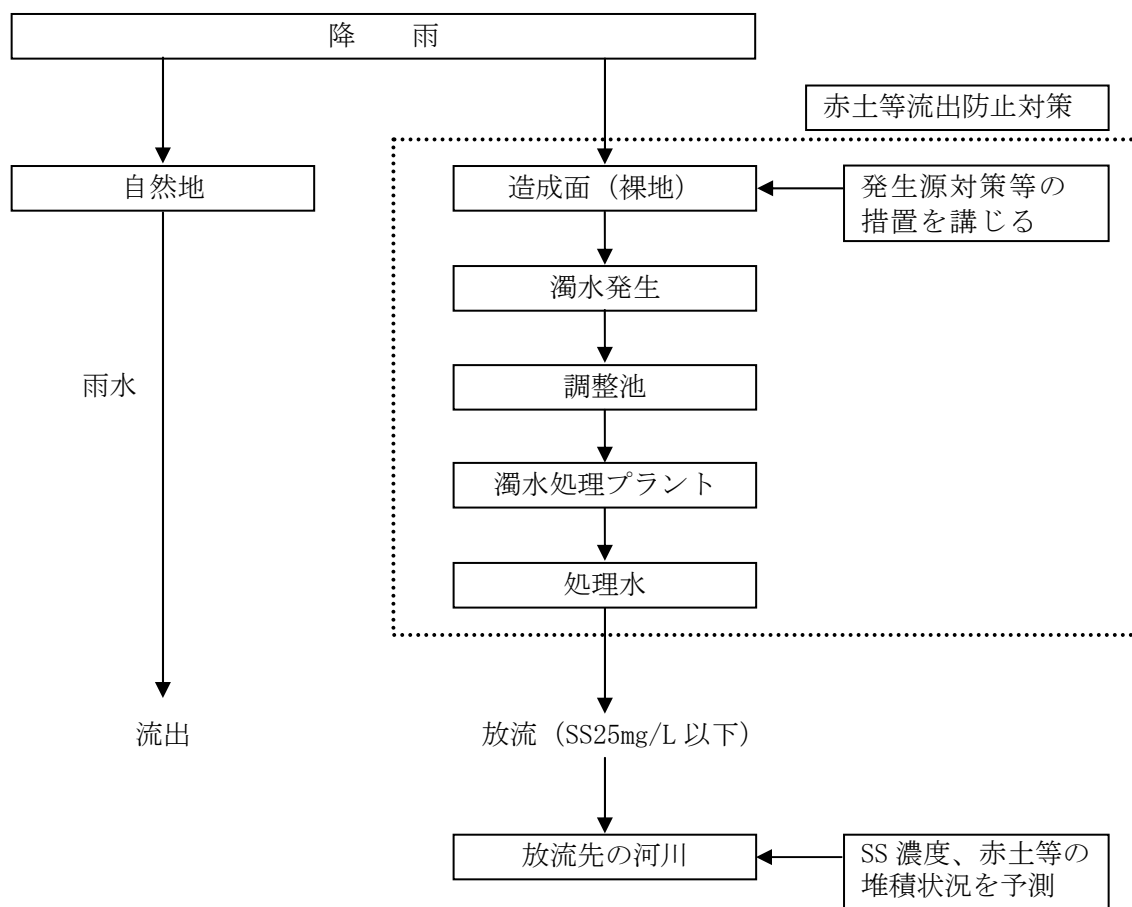 降　　雨
赤土等流出防止対策
自然地
造成面（裸地）
発生源対策等の
措置を講じる
濁水発生
雨水
調整池
濁水処理プラント
処理水
流出
放流（SS25mg/L 以下）
放流先の河川
SS 濃度、赤土等の
堆積状況を予測